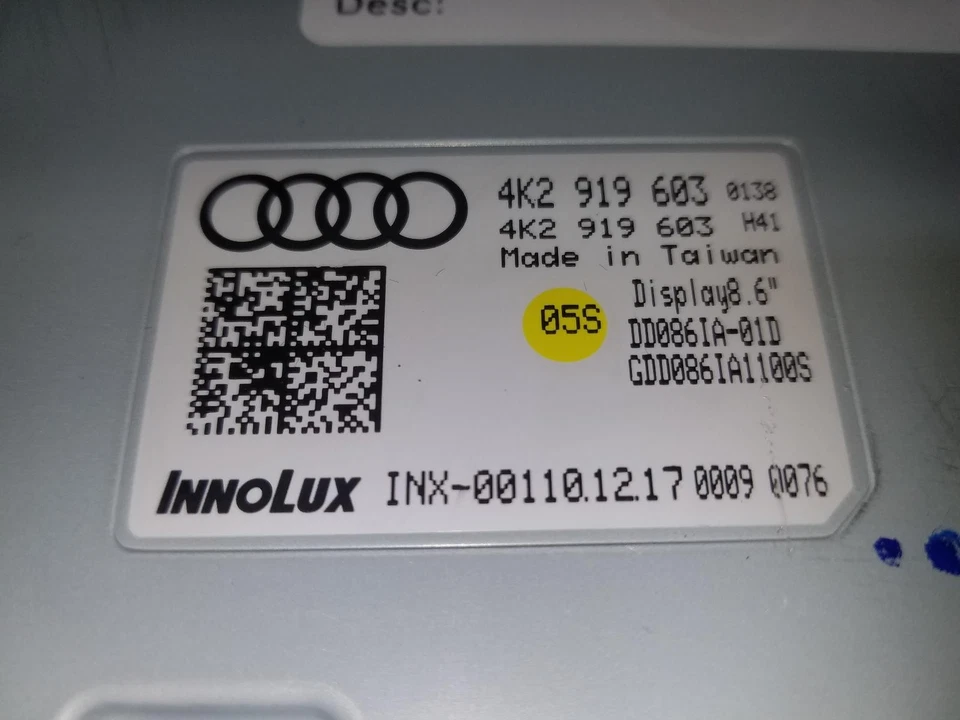 Desc:
4K2 919 603 0138
4K2 919 603 H41
Made in Taiwan
Display8.6"
05S
DD086IA-01D
GDD086IA1100S
INNOLUX INX-00110.12.17 0009 0076